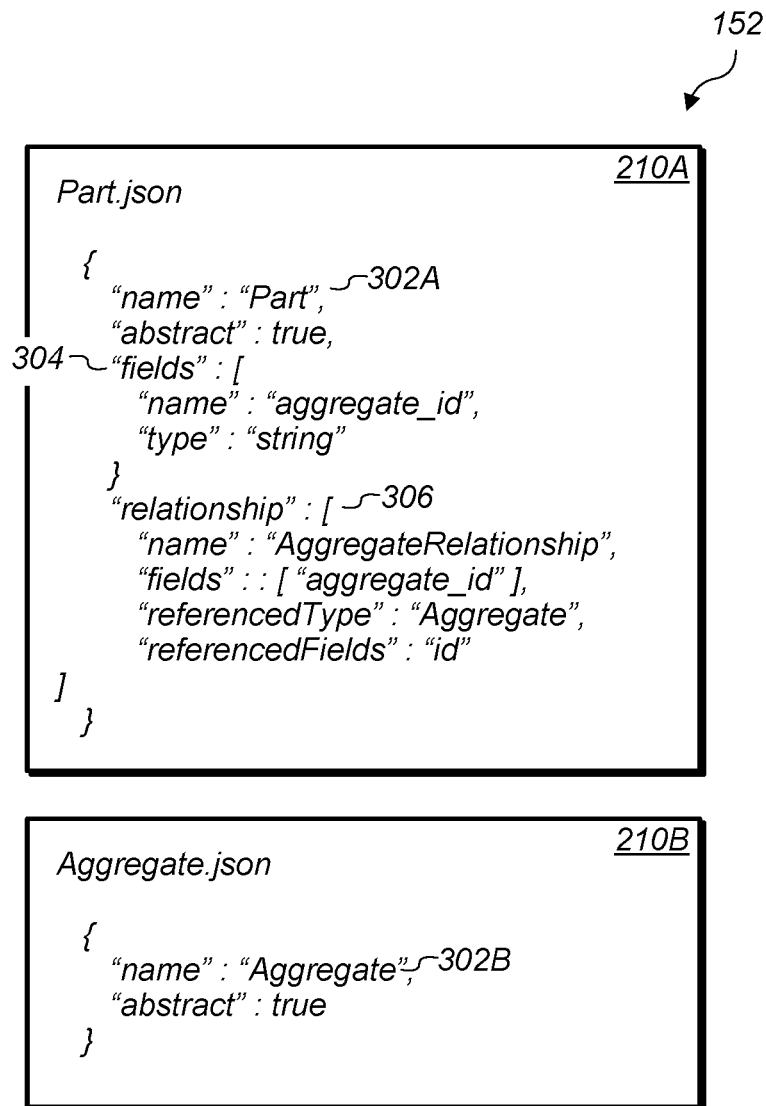 152
210A
Part.json
{
“name” : “Part”, 302A
“abstract” : true,
304 “fields” : [
“name” : “aggregate_id”,
“type” : “string”
}
“relationship” : [ 306
“name” : “AggregateRelationship”,
“fields” : : [ “aggregate_id” ],
“referencedType” : “Aggregate”,
“referencedFields” : “id”
]
}
210B
Aggregate.json
{
“name” : “Aggregate”, 302B
“abstract” : true
}